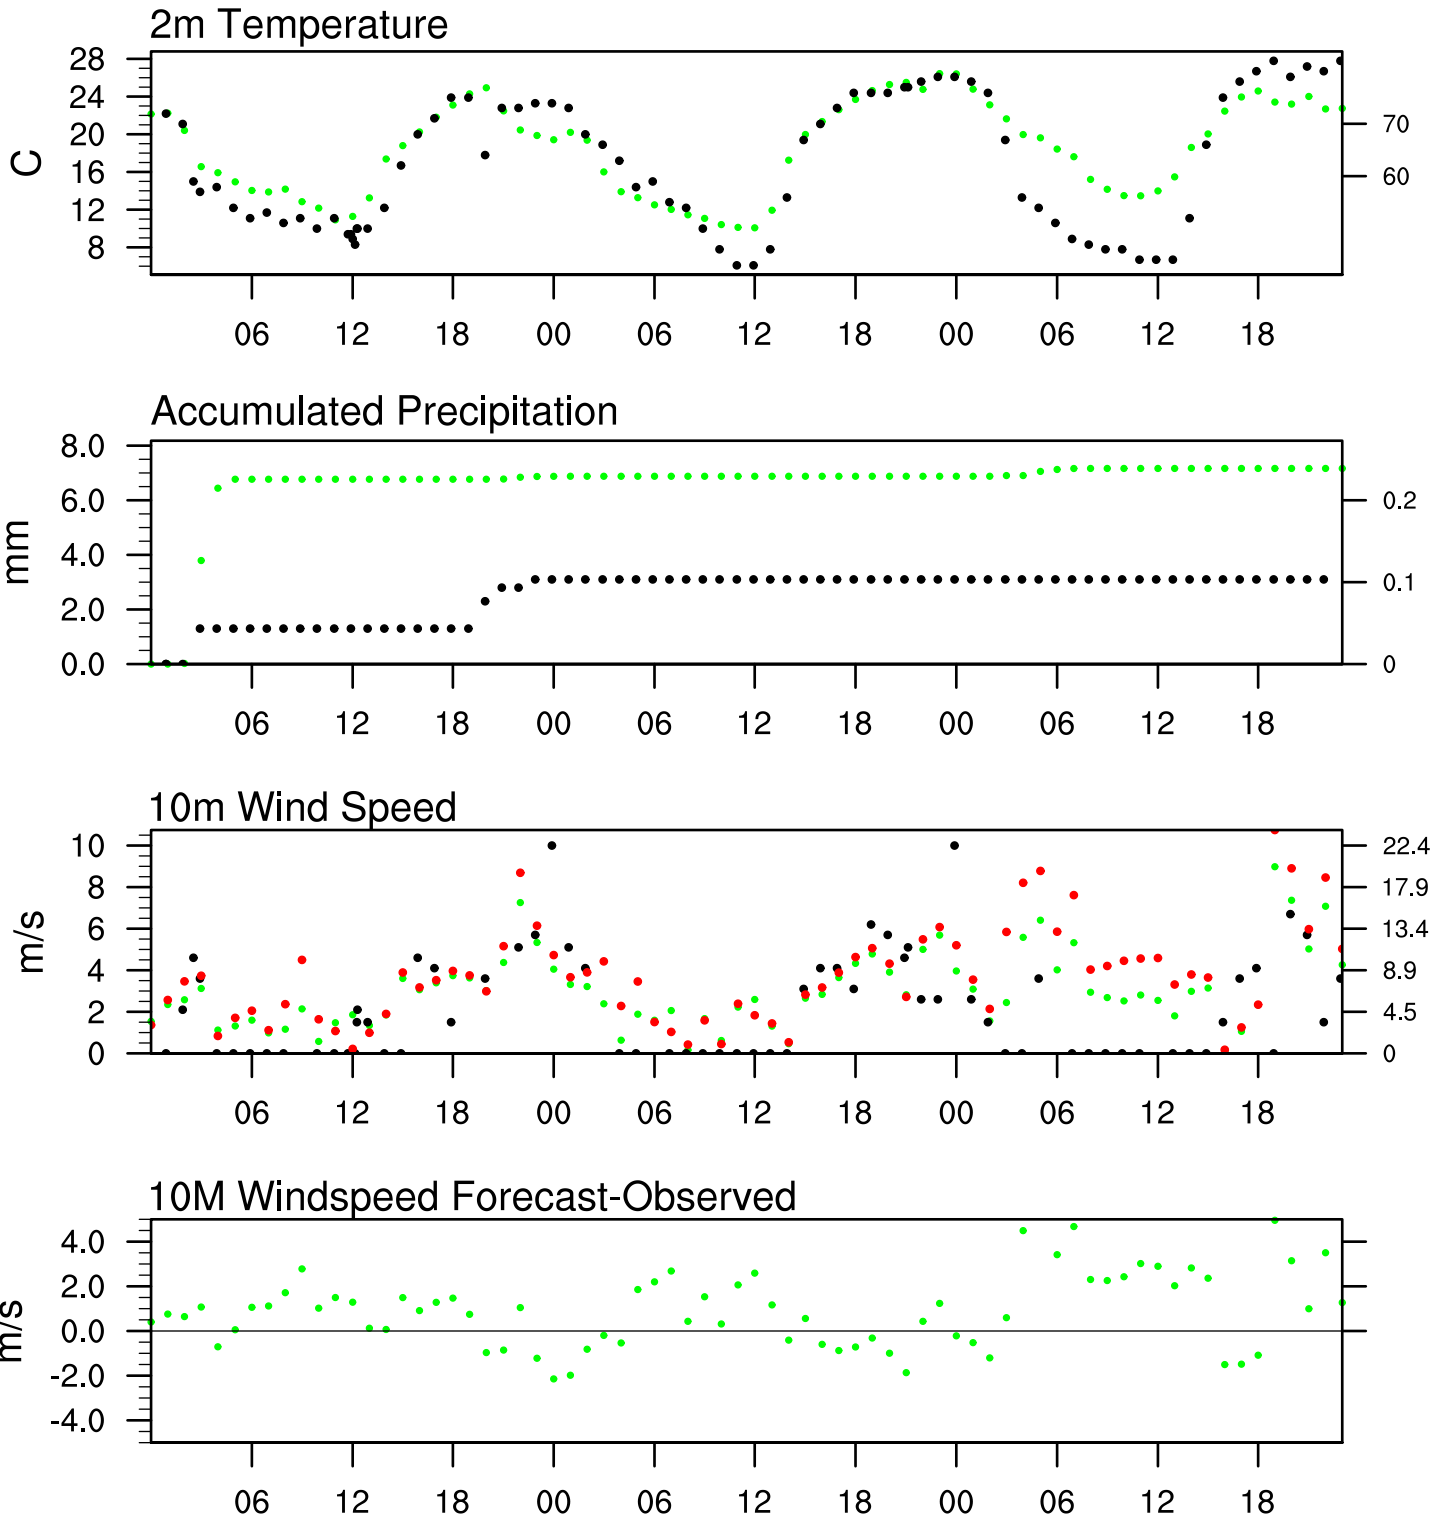 2m Temperature
28
24
20
16
12
8
C
70
60
06 12 18 00 06 12 18 00 06 12 18
Accumulated Precipitation
8.0
6.0
4.0
2.0
0.0
mm
0.2
0.1
0
06 12 18 00 06 12 18 00 06 12 18
10m Wind Speed
10
8
6
4
2
0
m/s
22.4
17.9
13.4
8.9
4.5
0
06 12 18 00 06 12 18 00 06 12 18
10M Windspeed Forecast-Observed
4.0
2.0
0.0
-2.0
-4.0
m/s
06 12 18 00 06 12 18 00 06 12 18